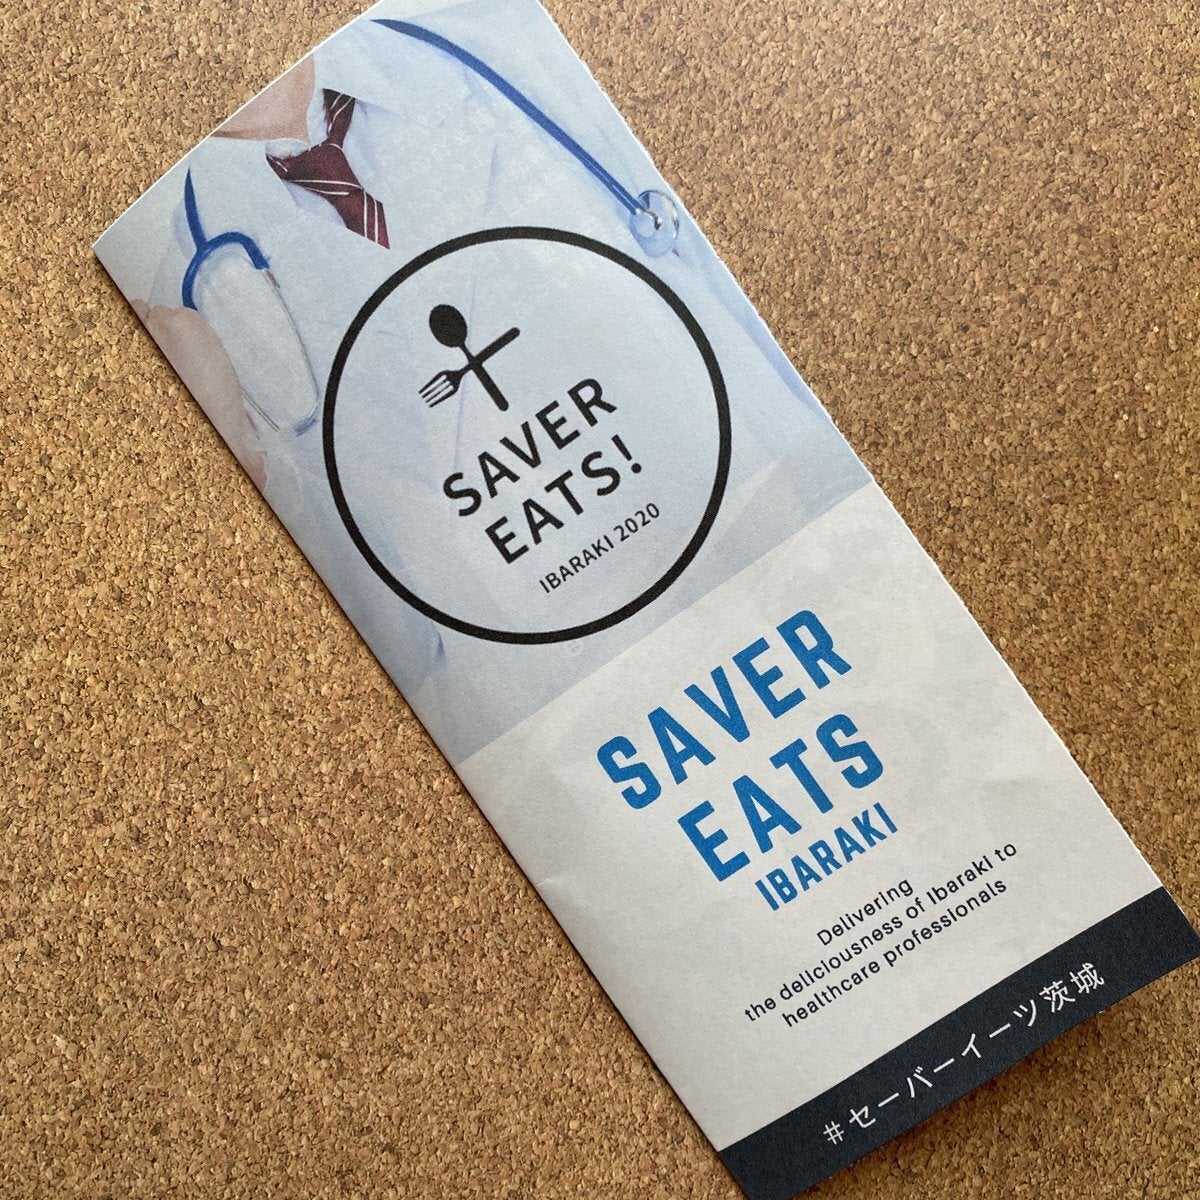 SAVER
EATS!
IBARAKI 2020
SAVER
EATS
IBARAKI
Delivering
the deliciousness of Ibaraki to
healthcare professionals
#セーバーイーツ茨城